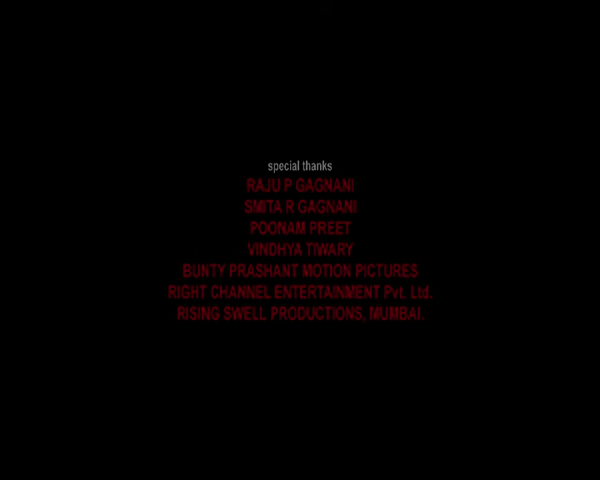 special thanks
RAJU P GAGNANI
SMITA R GAGNANI
POONAM PREET
VINDHYA TIWARY
BUNTY PRASHANT MOTION PICTURES
RIGHT CHANNEL ENTERTAINMENT Pvt. Ltd.
RISING SWELL PRODUCTIONS, MUMBAI.